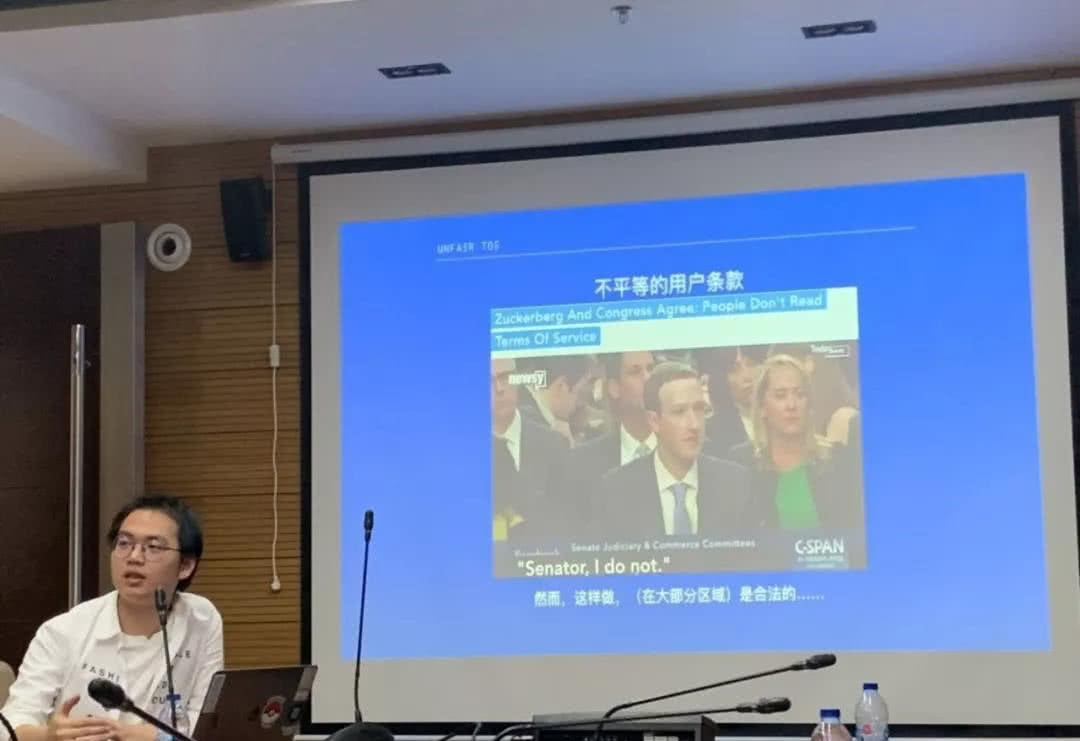 UNFAIR TOS
不平等的用户条款
Zuckerberg And Congress Agree: People Don't Read
Terms Of Service
newsy
Senate Judiciary & Commerce Committees
C-SPAN
"Senator, I do not."
然而，这样做，（在大部分区域）是合法的……
FASHI